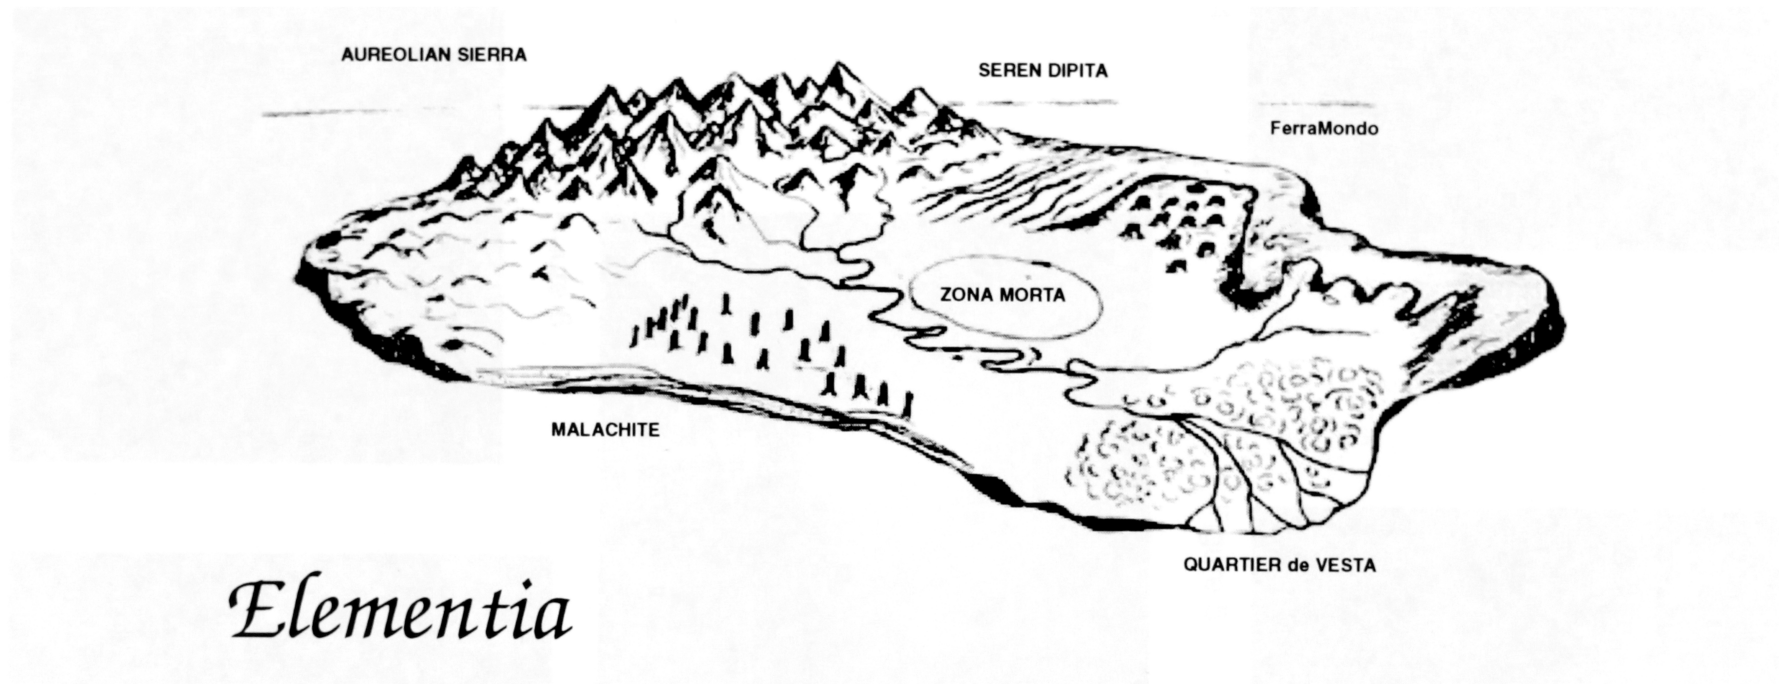 AUREOLIAN SIERRA
SEREN DIPITA
FerraMondo
ZONA MORTA
MALACHITE
QUARTIER de VESTA
Elementia